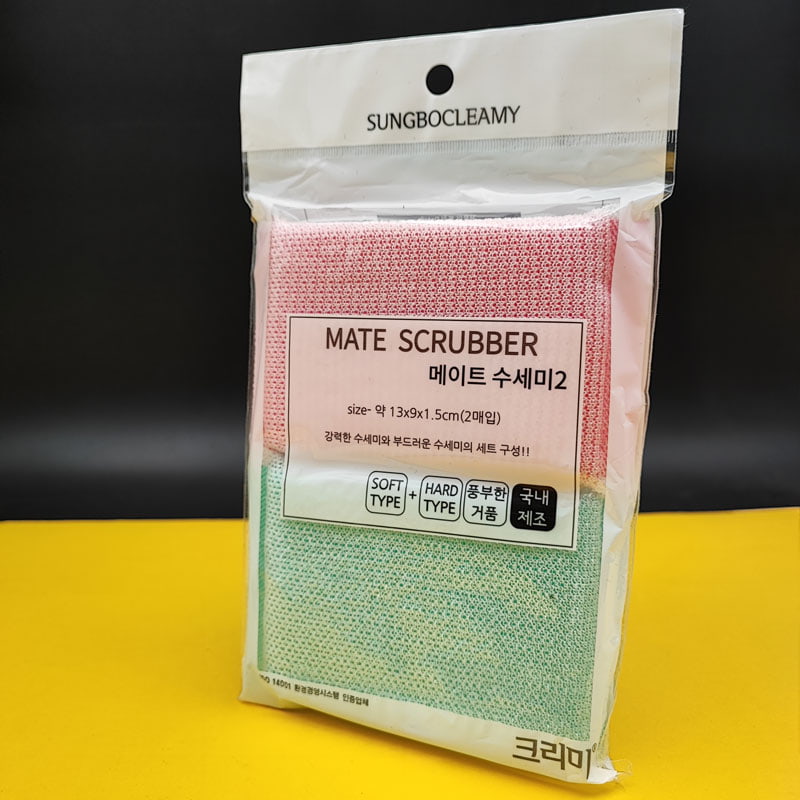 SUNGBOCLEAMY
MATE SCRUBBER
메이트 수세미2
size- 약 13x9x1.5cm(2매입)
강력한 수세미와 부드러운 수세미의 세트 구성!!
SOFT TYPE + HARD TYPE 풍부한 거품 국내 제조
ISO 14001 환경경영시스템 인증업체
크리미®